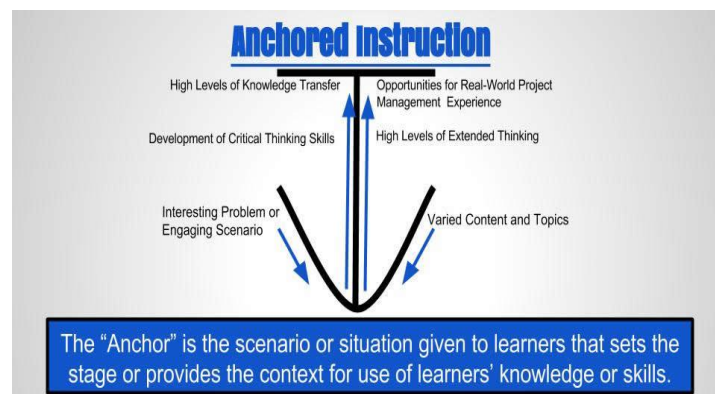 Anchored Instruction
High Levels of Knowledge Transfer
Opportunities for Real-World Project
Management Experience
Development of Critical Thinking Skills
High Levels of Extended Thinking
Interesting Problem or
Engaging Scenario
Varied Content and Topics
The “Anchor” is the scenario or situation given to learners that sets the
stage or provides the context for use of learners’ knowledge or skills.